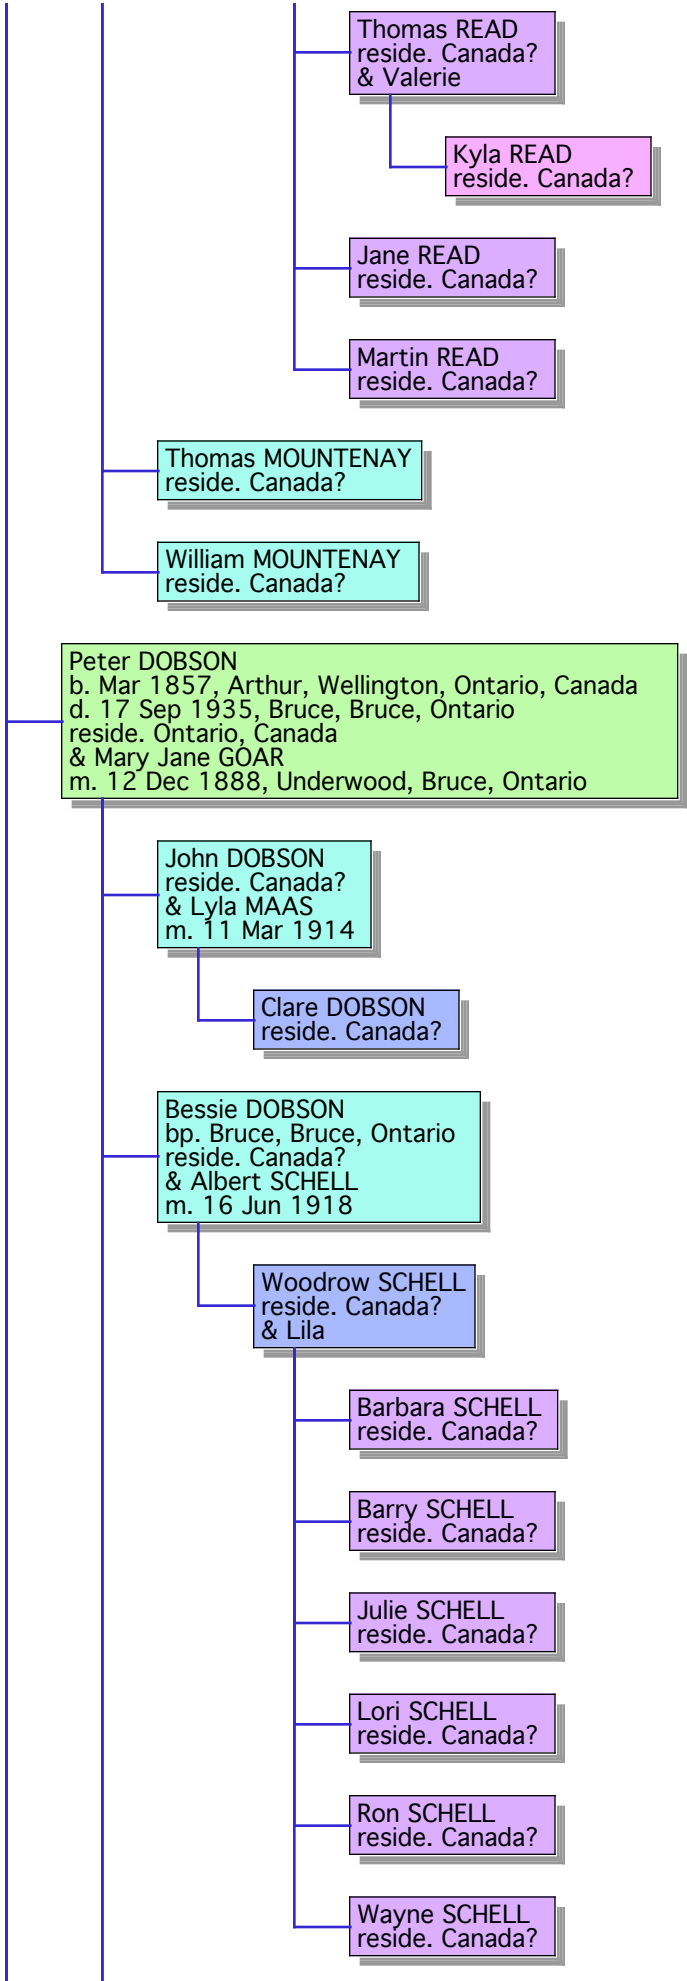 Thomas READ
reside. Canada?
& Valerie
Kyla READ
reside. Canada?
Jane READ
reside. Canada?
Martin READ
reside. Canada?
Thomas MOUNTENAY
reside. Canada?
William MOUNTENAY
reside. Canada?
Peter DOBSON
b. Mar 1857, Arthur, Wellington, Ontario, Canada
d. 17 Sep 1935, Bruce, Bruce, Ontario
reside. Ontario, Canada
& Mary Jane GOAR
m. 12 Dec 1888, Underwood, Bruce, Ontario
John DOBSON
reside. Canada?
& Lyla MAAS
m. 11 Mar 1914
Clare DOBSON
reside. Canada?
Bessie DOBSON
bp. Bruce, Bruce, Ontario
reside. Canada?
& Albert SCHELL
m. 16 Jun 1918
Woodrow SCHELL
reside. Canada?
& Lila
Barbara SCHELL
reside. Canada?
Barry SCHELL
reside. Canada?
Julie SCHELL
reside. Canada?
Lori SCHELL
reside. Canada?
Ron SCHELL
reside. Canada?
Wayne SCHELL
reside. Canada?